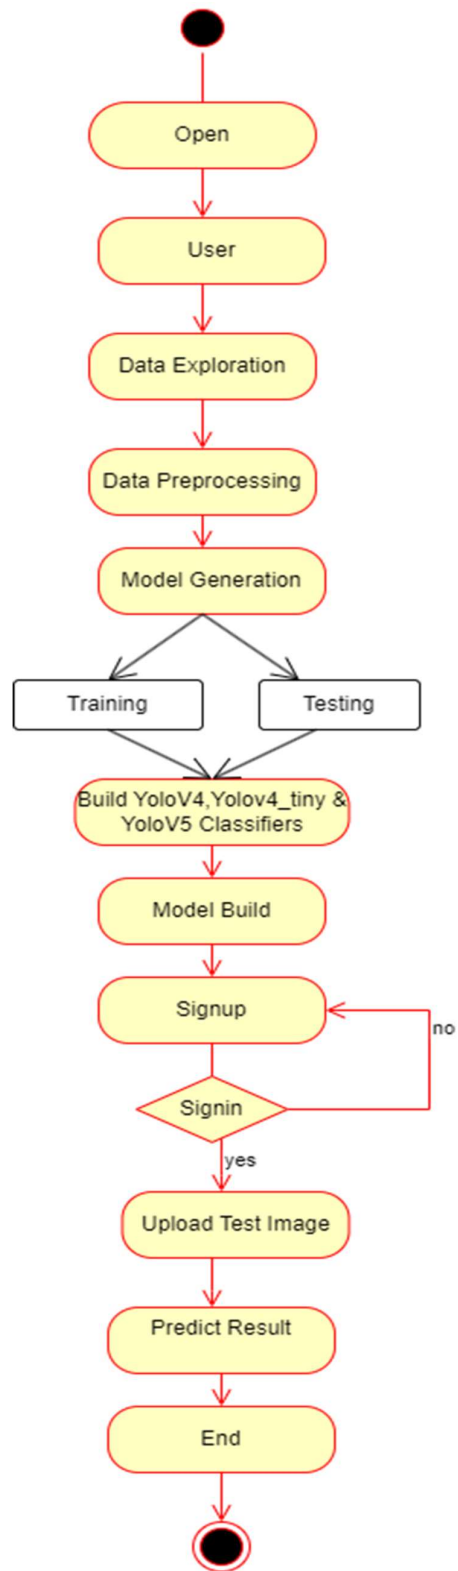 Open
User
Data Exploration
Data Preprocessing
Model Generation
Training
Testing
Build YoloV4,Yolov4_tiny &
YoloV5 Classifiers
Model Build
Signup
no
Signin
yes
Upload Test Image
Predict Result
End